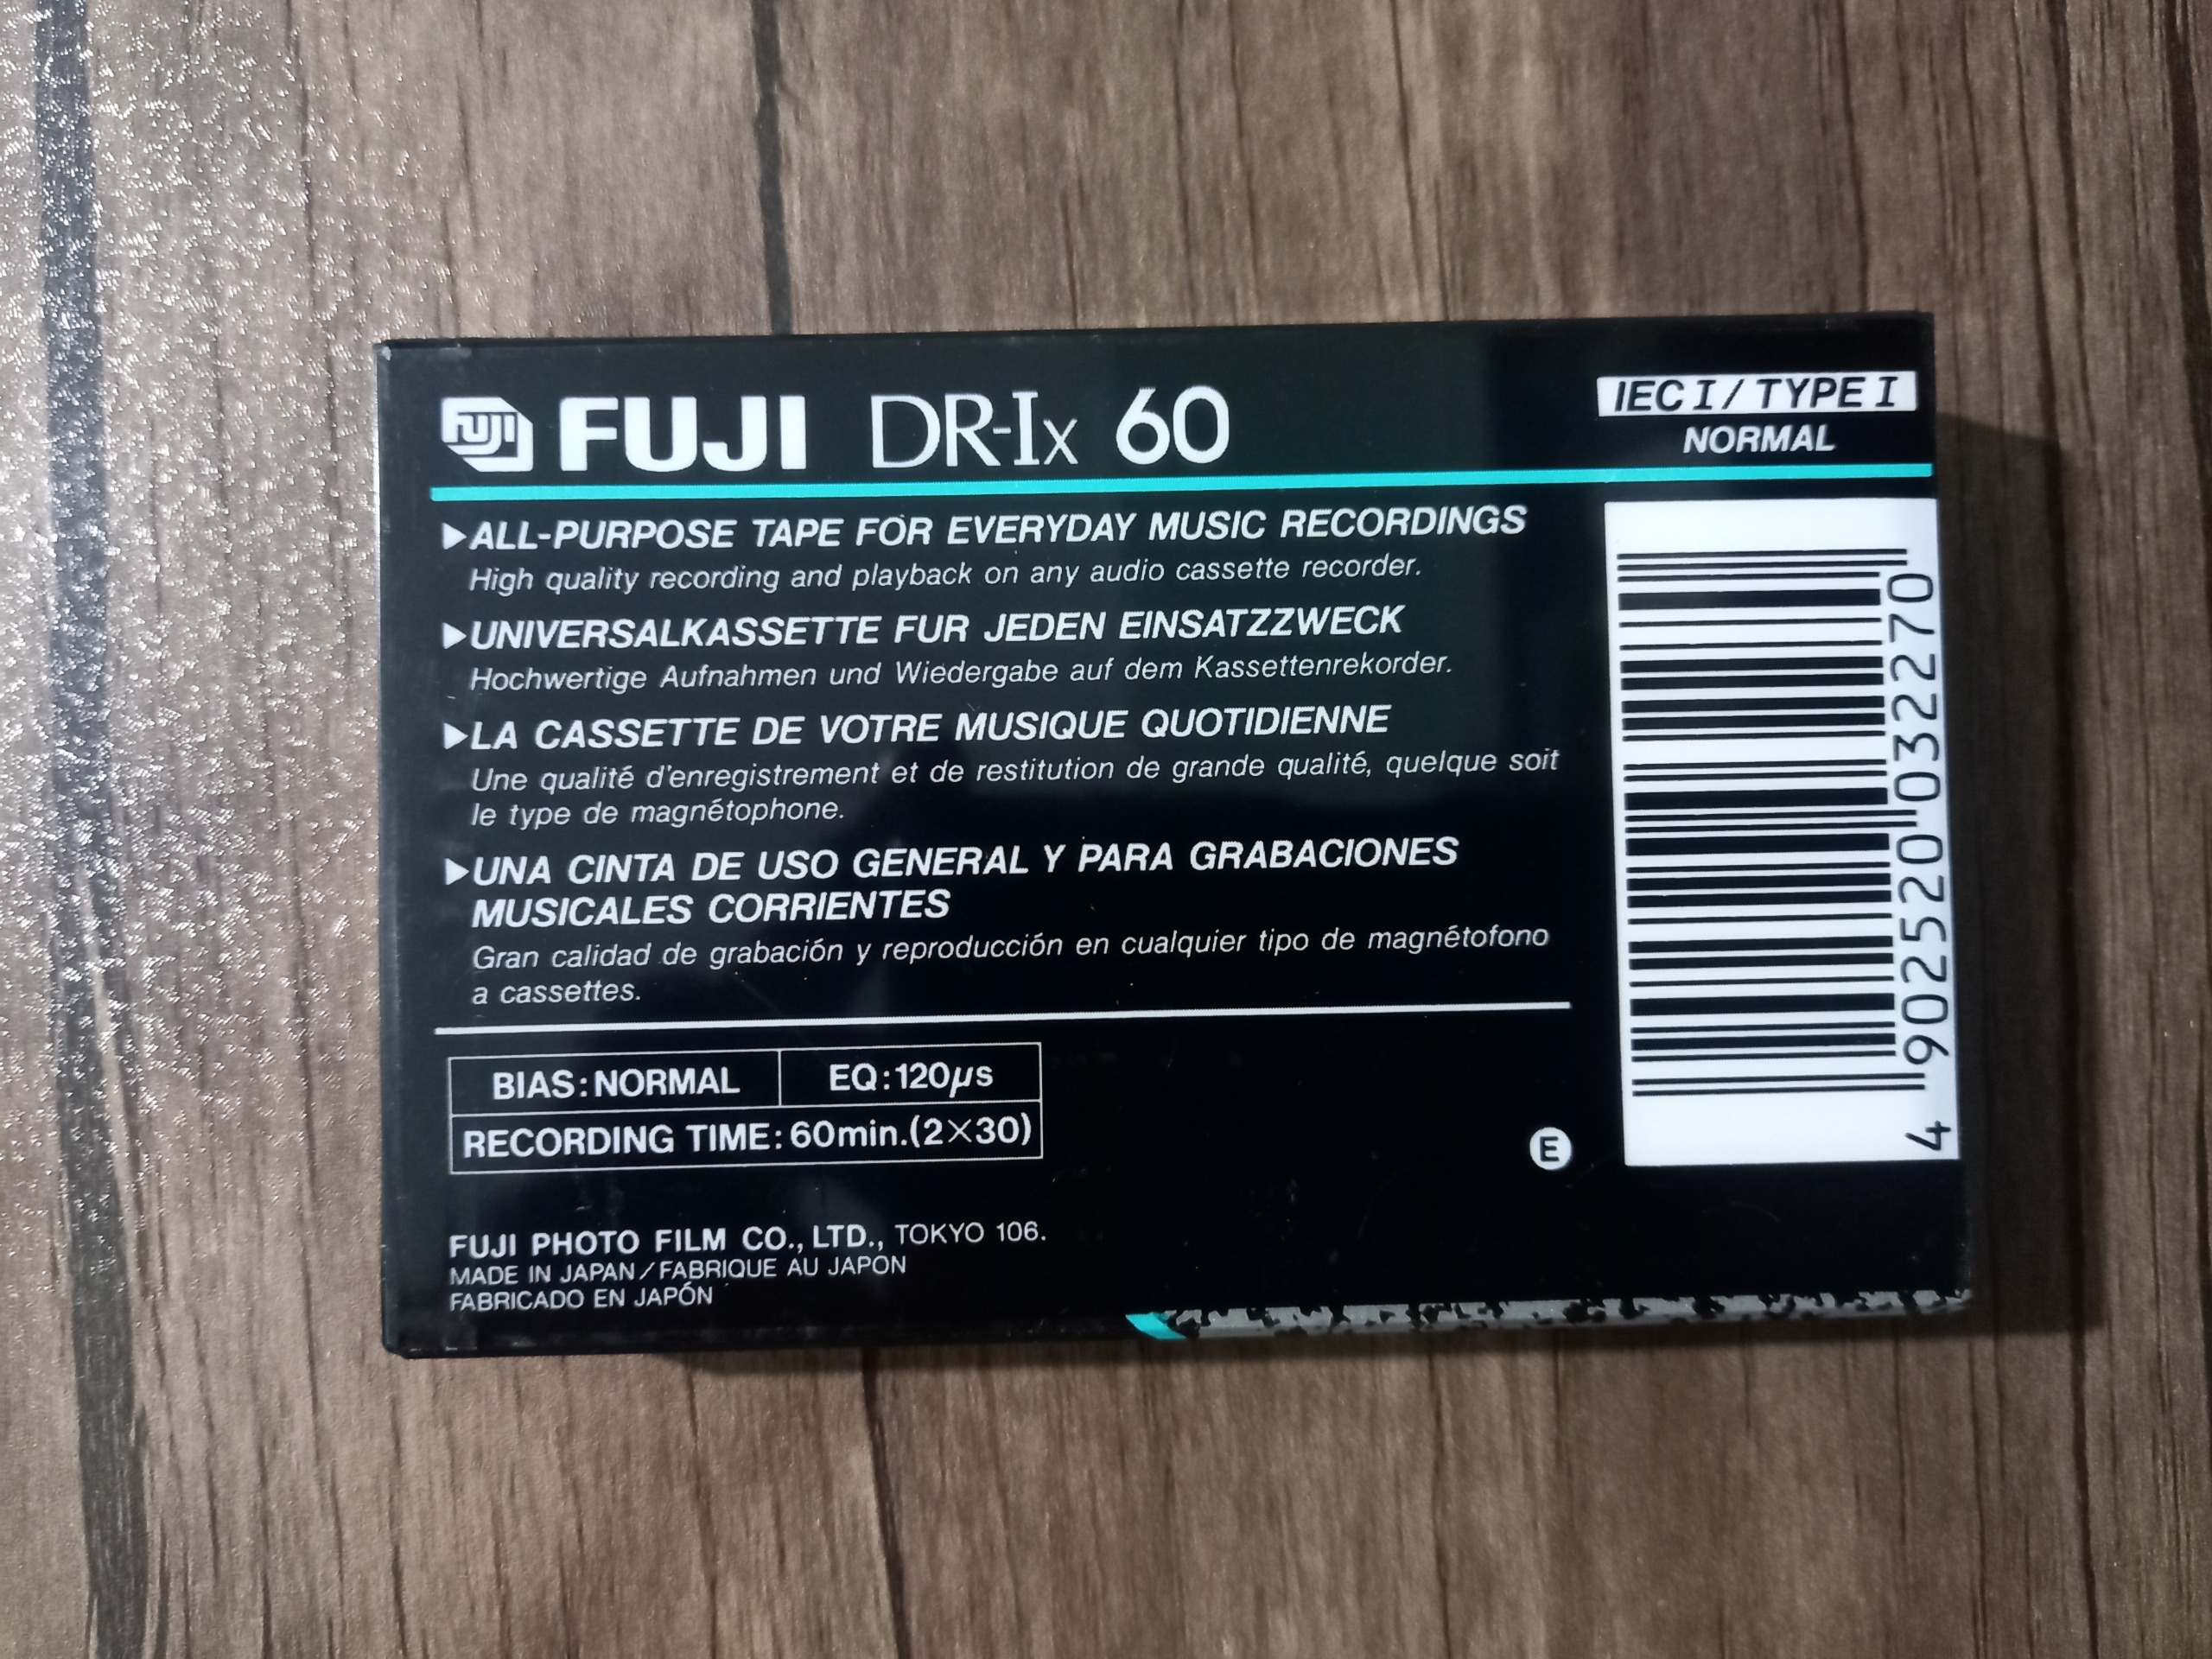 FUJI FUJI DR-Ix 60
IEC I / TYPE I
NORMAL
▶ALL-PURPOSE TAPE FOR EVERYDAY MUSIC RECORDINGS
High quality recording and playback on any audio cassette recorder.
▶UNIVERSALKASSETTE FUR JEDEN EINSATZZWECK
Hochwertige Aufnahmen und Wiedergabe auf dem Kassettenrekorder.
▶LA CASSETTE DE VOTRE MUSIQUE QUOTIDIENNE
Une qualité d'enregistrement et de restitution de grande qualité, quelque soit
le type de magnétophone.
▶UNA CINTA DE USO GENERAL Y PARA GRABACIONES
MUSICALES CORRIENTES
Gran calidad de grabación y reproducción en cualquier tipo de magnétofono
a cassettes.
BIAS:NORMAL EQ:120µs
RECORDING TIME:60min.(2×30)
E
4 902520 032270
FUJI PHOTO FILM CO., LTD., TOKYO 106.
MADE IN JAPAN/FABRIQUE AU JAPON
FABRICADO EN JAPÓN